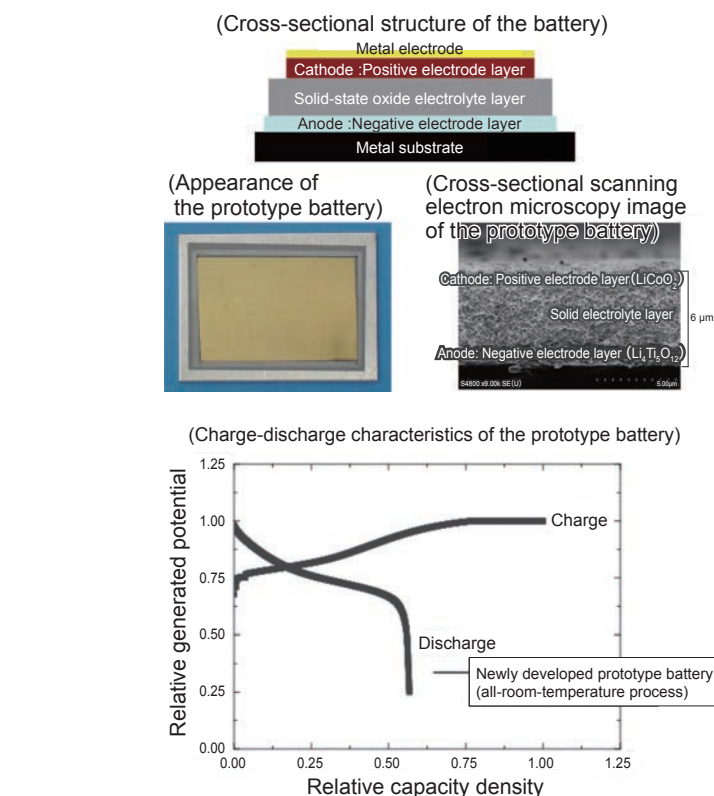 (Cross-sectional structure of the battery)
Metal electrode
Cathode :Positive electrode layer
Solid-state oxide electrolyte layer
Anode :Negative electrode layer
Metal substrate
(Appearance of
the prototype battery)
(Cross-sectional scanning
electron microscopy image
of the prototype battery)
Cathode: Positive electrode layer (LiCoO₂)
Solid electrolyte layer
6 μm
Anode: Negative electrode layer (Li₄Ti₅O₁₂)
S4800 x9.00k SE(U)
5.00μm
(Charge-discharge characteristics of the prototype battery)
Relative generated potential
1.25
1.00
0.75
0.50
0.25
0.00
Charge
Discharge
Newly developed prototype battery
(all-room-temperature process)
0.00 0.25 0.50 0.75 1.00 1.25
Relative capacity density